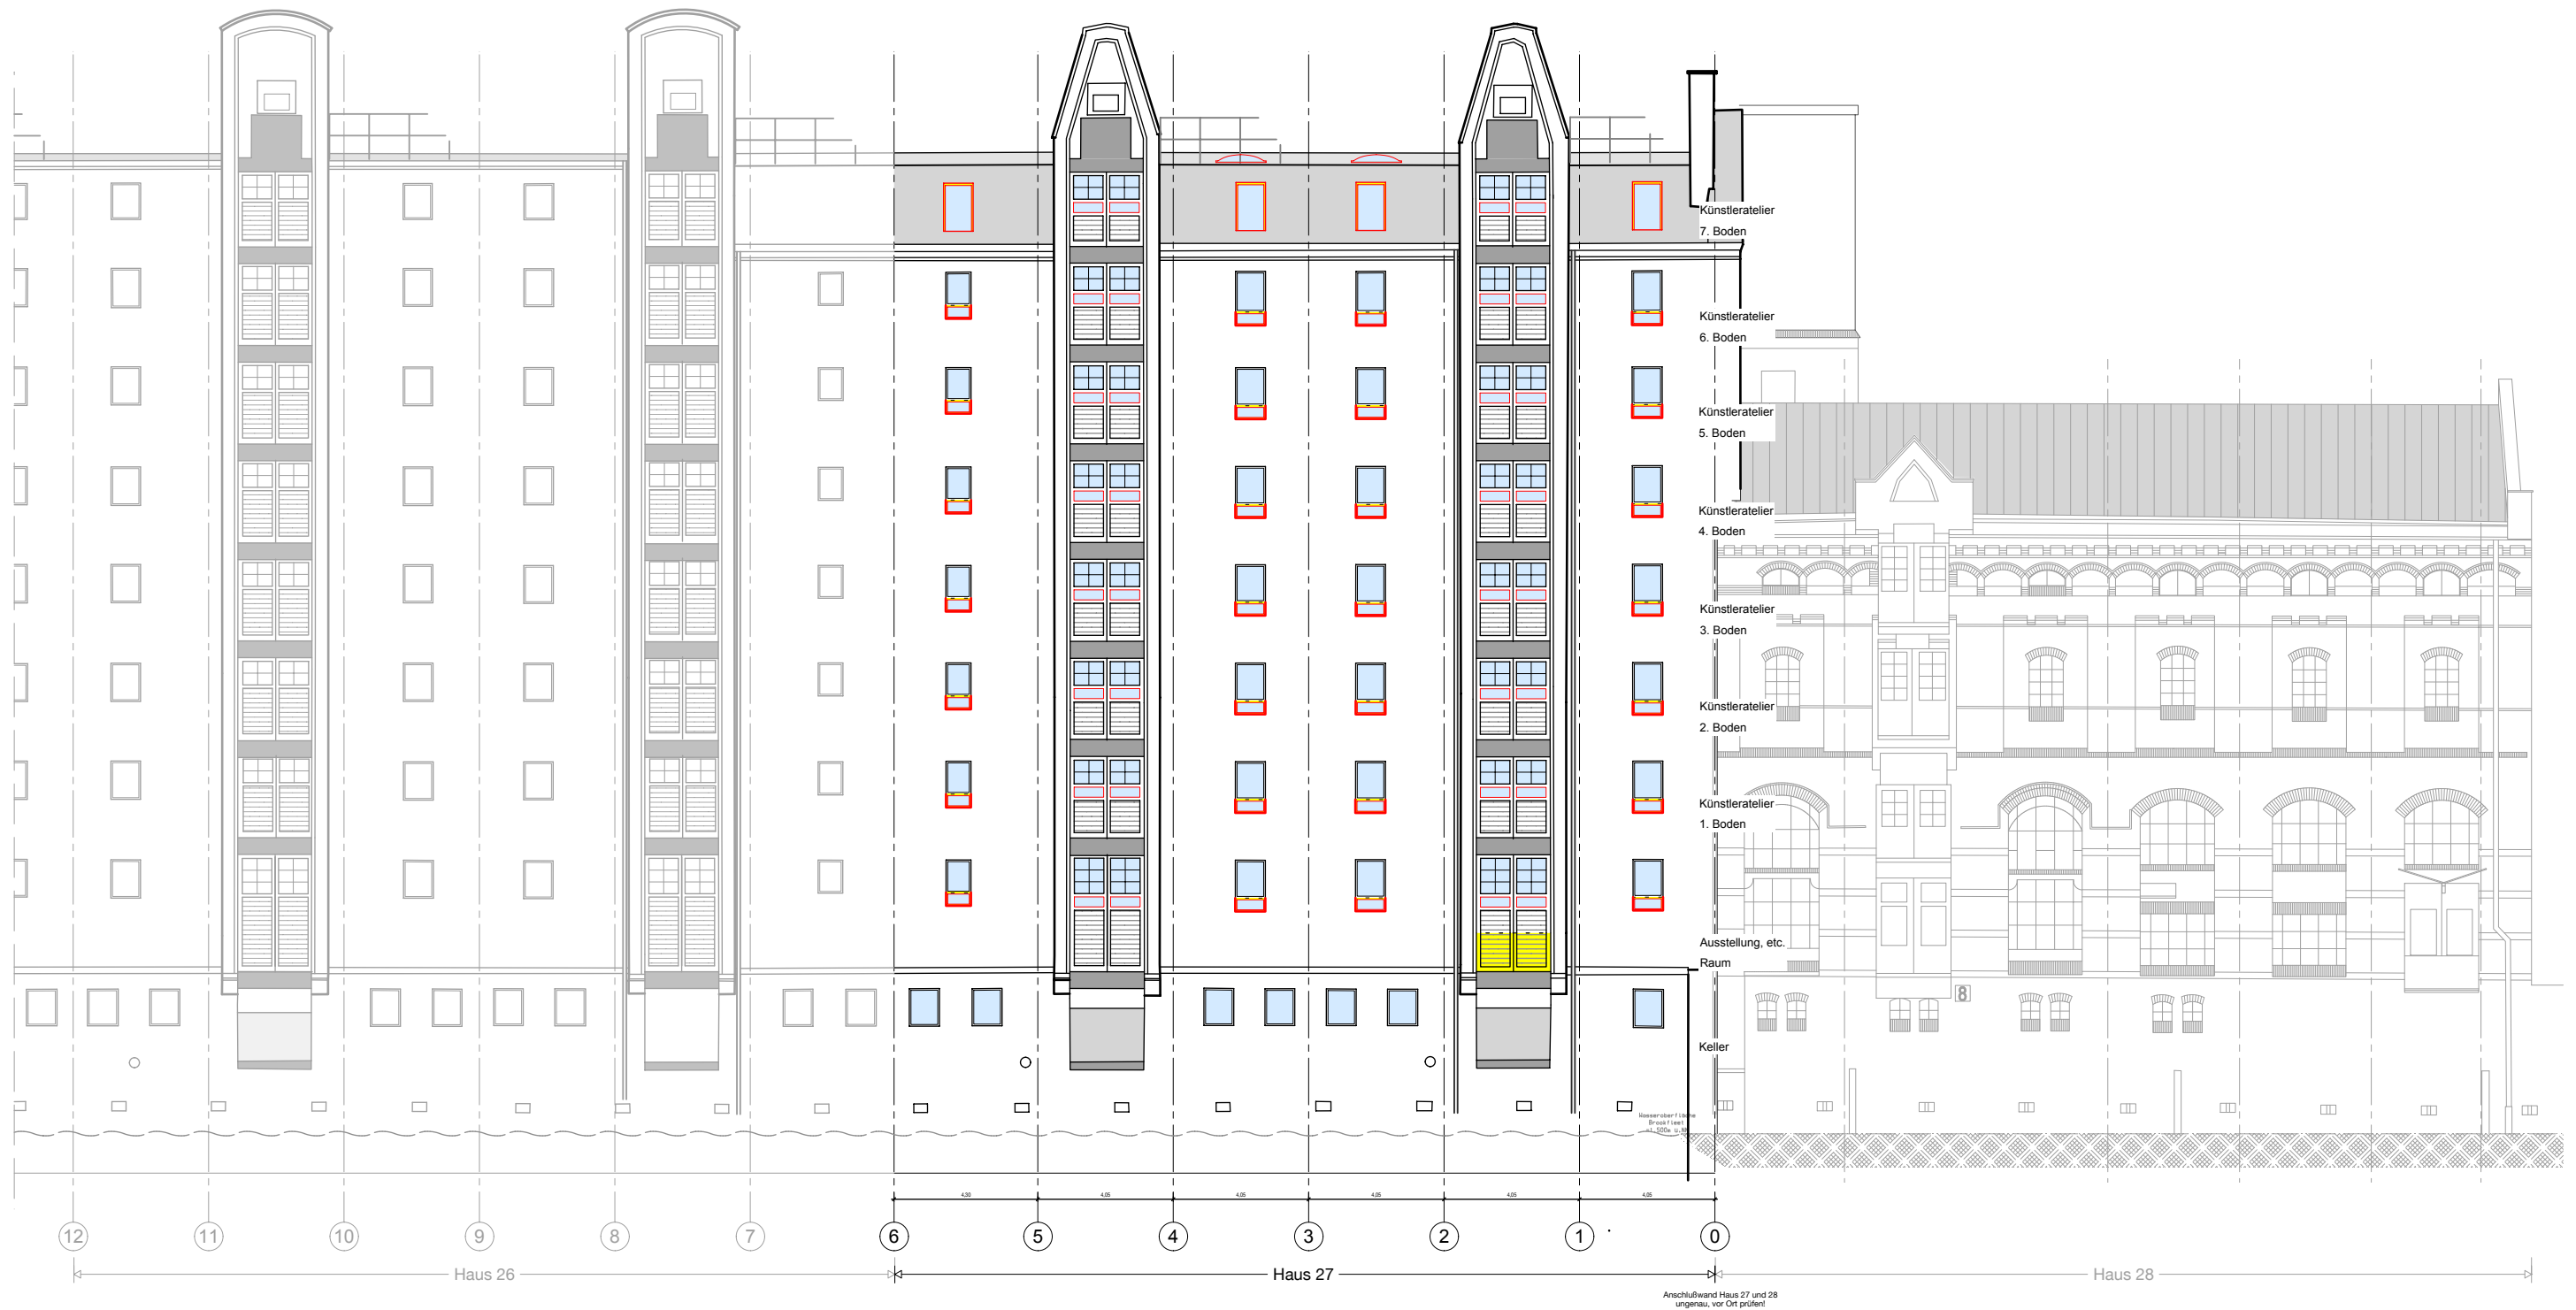 Künstleratelier
7. Boden
Künstleratelier
6. Boden
Künstleratelier
5. Boden
Künstleratelier
4. Boden
Künstleratelier
3. Boden
Künstleratelier
2. Boden
Künstleratelier
1. Boden
Ausstellung, etc.
Raum
8
Keller
Wasseroberfläche
Brookfleet
4,30 4,05 4,05 4,05 4,05 4,05
12 11 10 9 8 7 6 5 4 3 2 1 0
Haus 26 Haus 27 Haus 28
Anschlußwand Haus 27 und 28
ungenau, vor Ort prüfen!